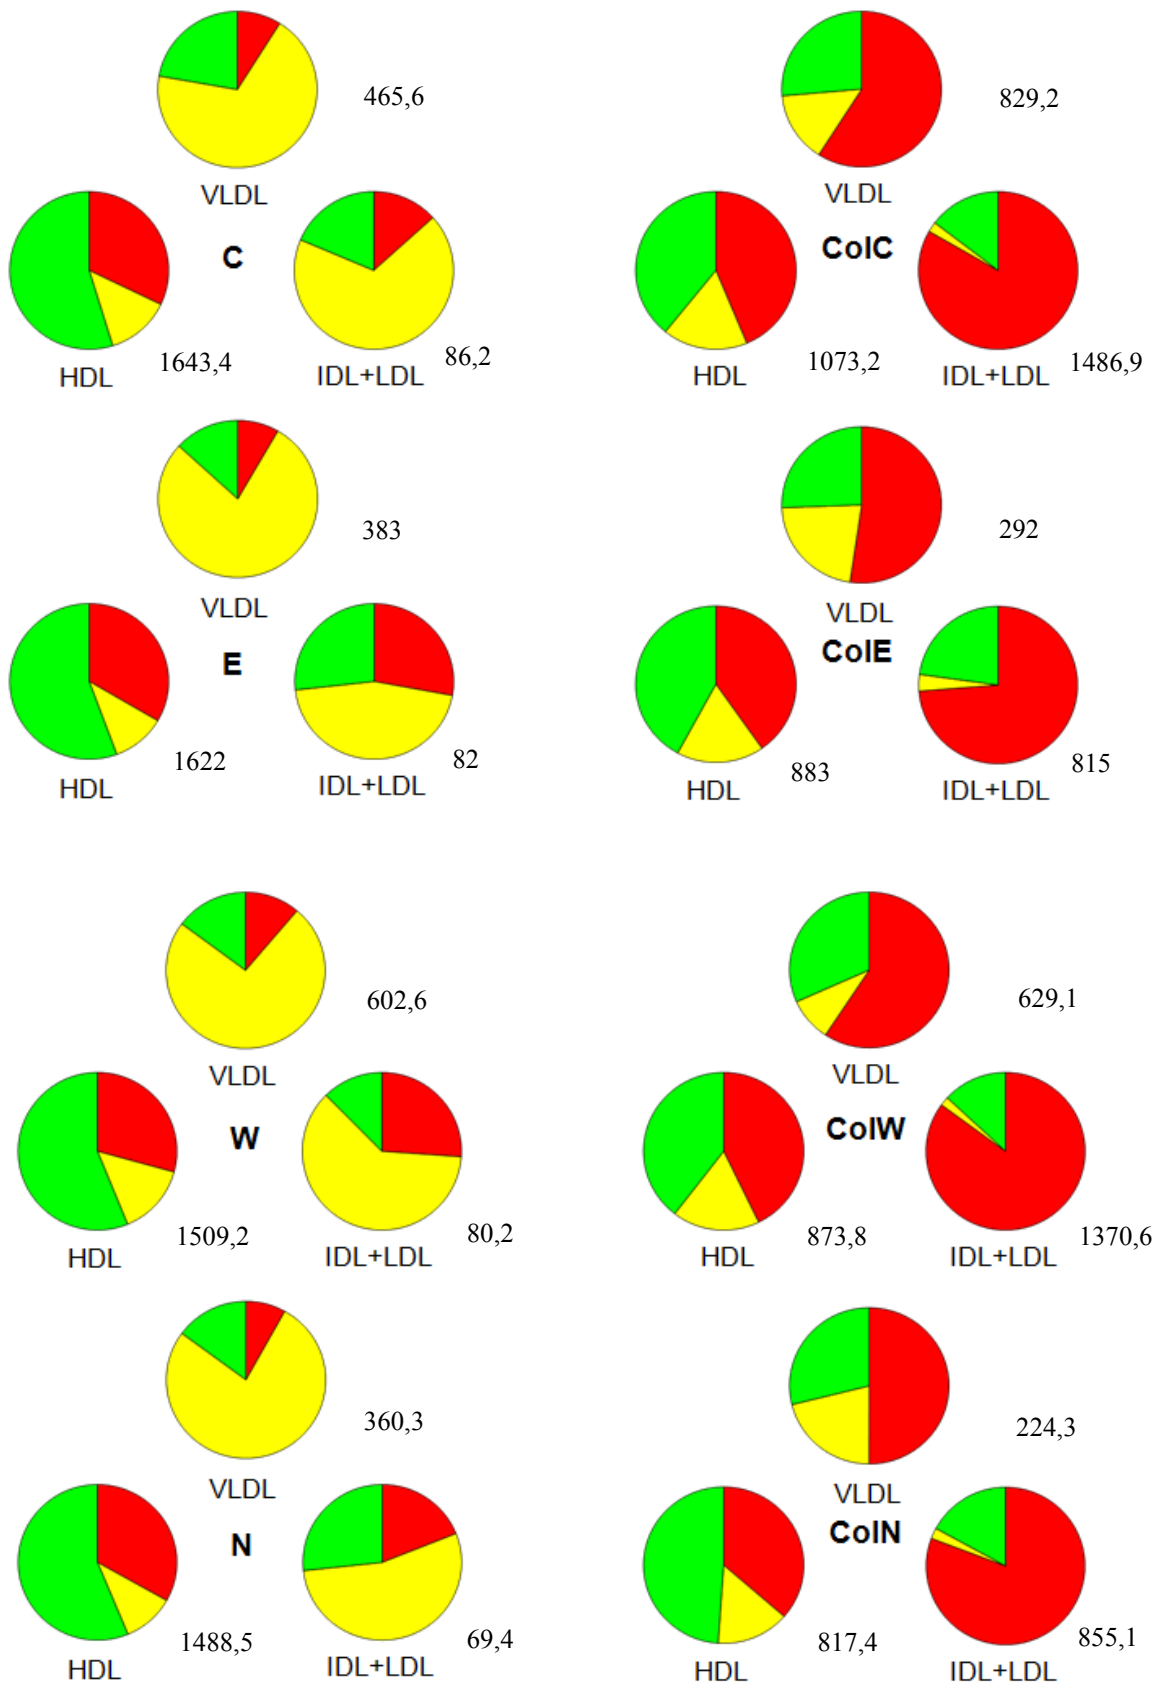 465,6
VLDL
C
HDL
1643,4
IDL+LDL
86,2
829,2
VLDL
ColC
HDL
1073,2
IDL+LDL
1486,9
383
VLDL
E
HDL
1622
IDL+LDL
82
292
VLDL
ColE
HDL
883
IDL+LDL
815
602,6
VLDL
W
HDL
1509,2
IDL+LDL
80,2
629,1
VLDL
ColW
HDL
873,8
IDL+LDL
1370,6
360,3
VLDL
N
HDL
1488,5
IDL+LDL
69,4
224,3
VLDL
ColN
HDL
817,4
IDL+LDL
855,1